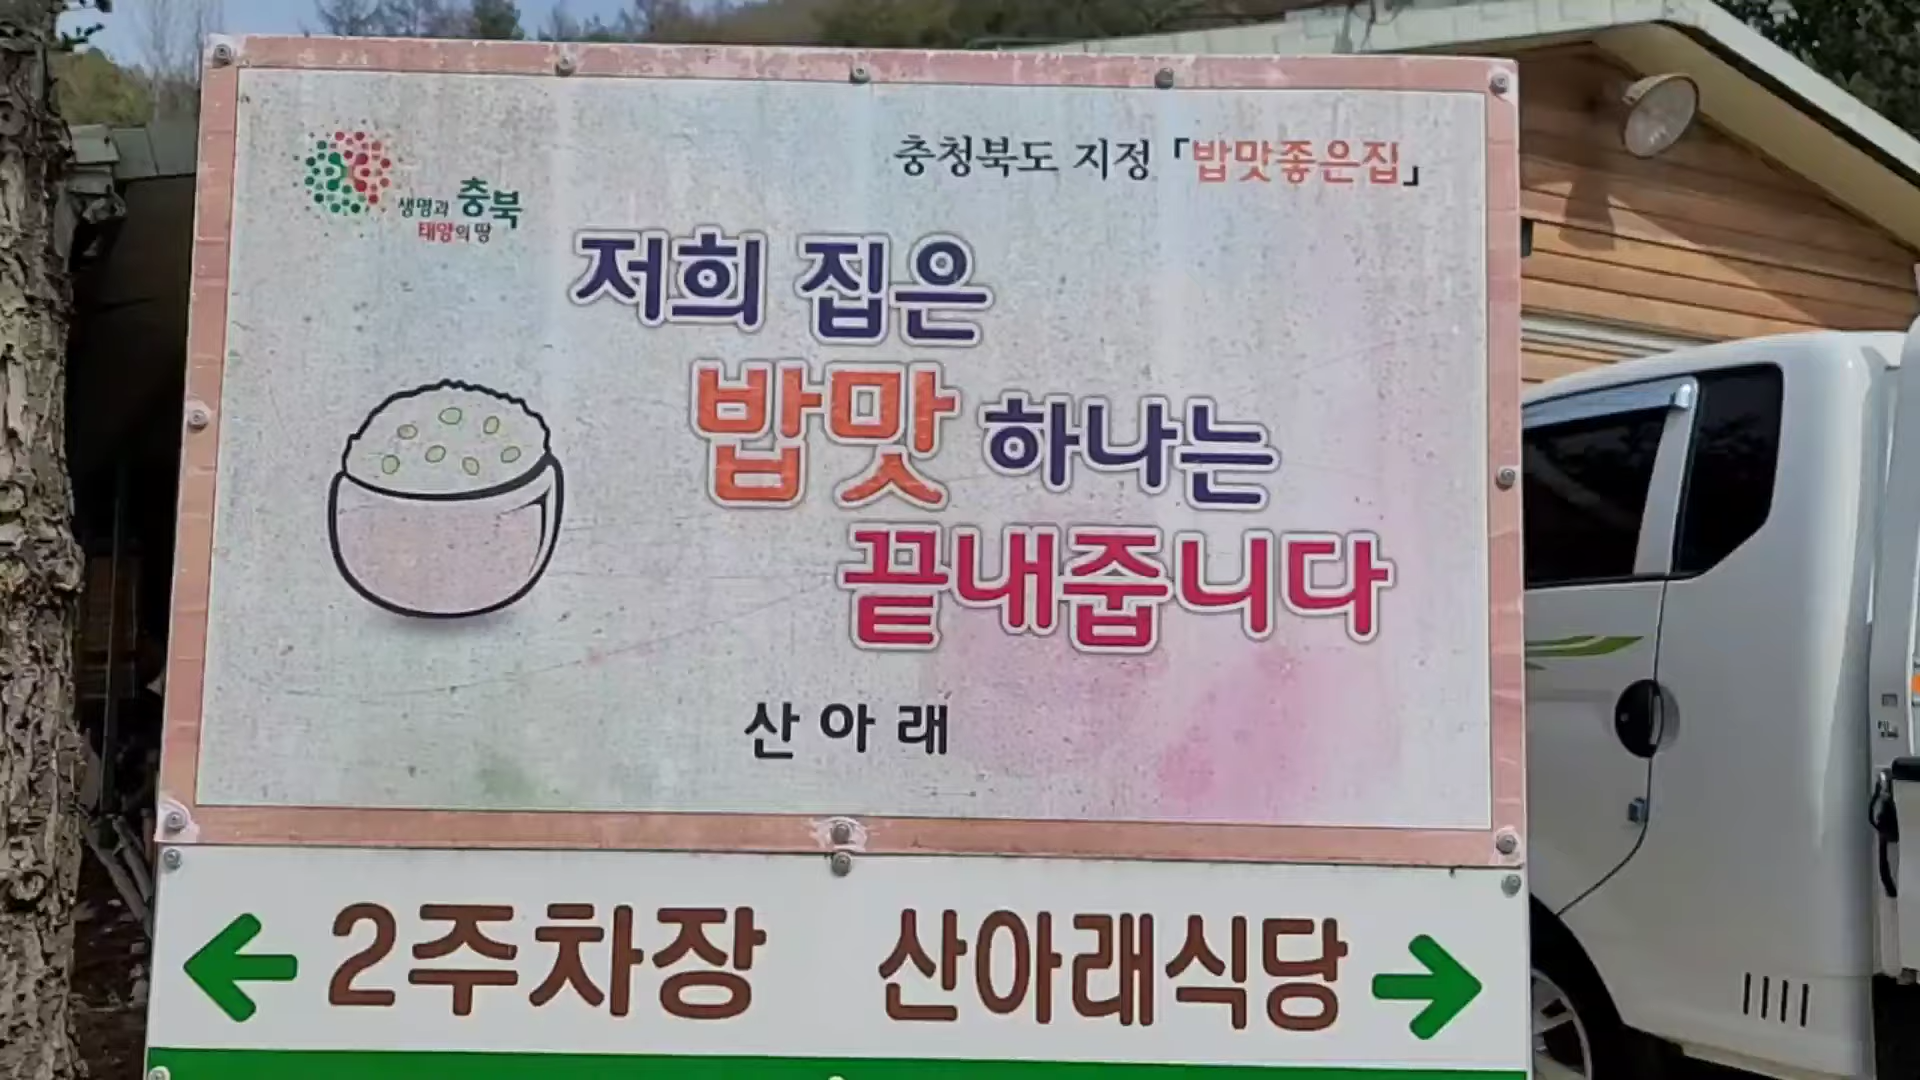 충청북도 지정 「밥맛좋은집」
생명과 충북
태양의 땅
저희 집은
밥맛 하나는
끝내줍니다
산아래
← 2주차장 산아래식당 →